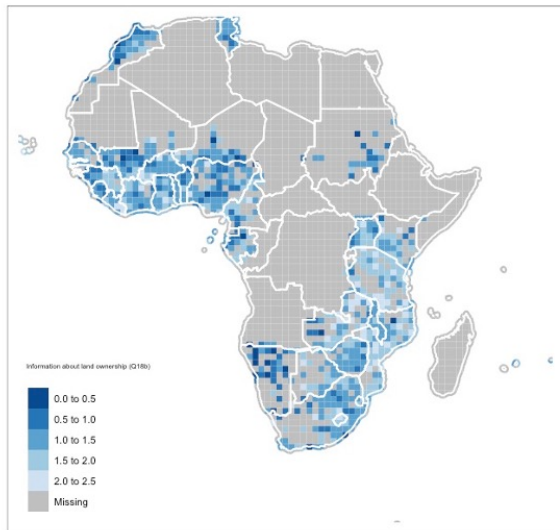 Information about land ownership (Q18b)
0.0 to 0.5
0.5 to 1.0
1.0 to 1.5
1.5 to 2.0
2.0 to 2.5
Missing